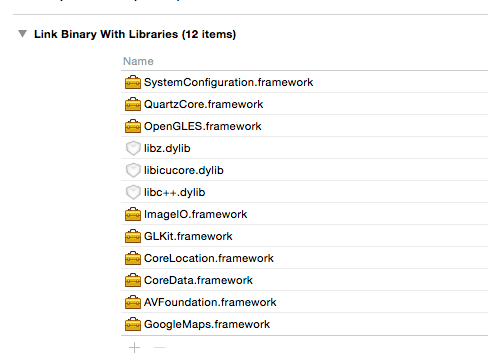 Link Binary With Libraries (12 items)
Name
SystemConfiguration.framework
QuartzCore.framework
OpenGLES.framework
libz.dylib
libicucore.dylib
libc++.dylib
ImageIO.framework
GLKit.framework
CoreLocation.framework
CoreData.framework
AVFoundation.framework
GoogleMaps.framework